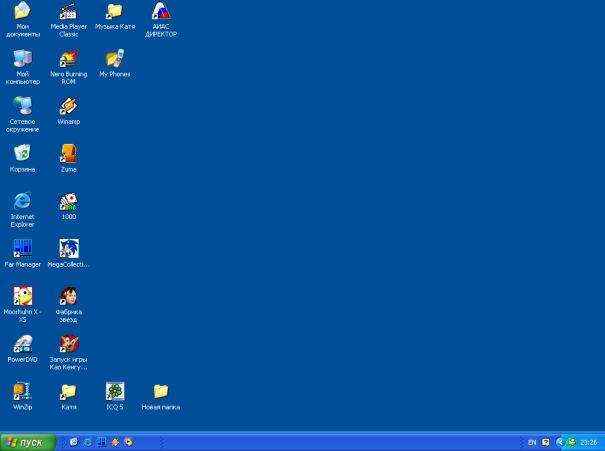 Мои
документы
Media Player
Classic
Музыка Катя
АИАС
ДИРЕКТОР
Мой
компьютер
Nero Burning
ROM
My Phones
Сетевое
окружение
Winamp
Корзина
Zuma
Internet
Explorer
1000
Far Manager
MegaCollecti...
Moorhuhn X -
XS
Фабрика
звезд
PowerDVD
Запуск игры
Као Кенгу...
WinZip
Катя
ICQ 5
Новая папка
пуск
EN
23:26